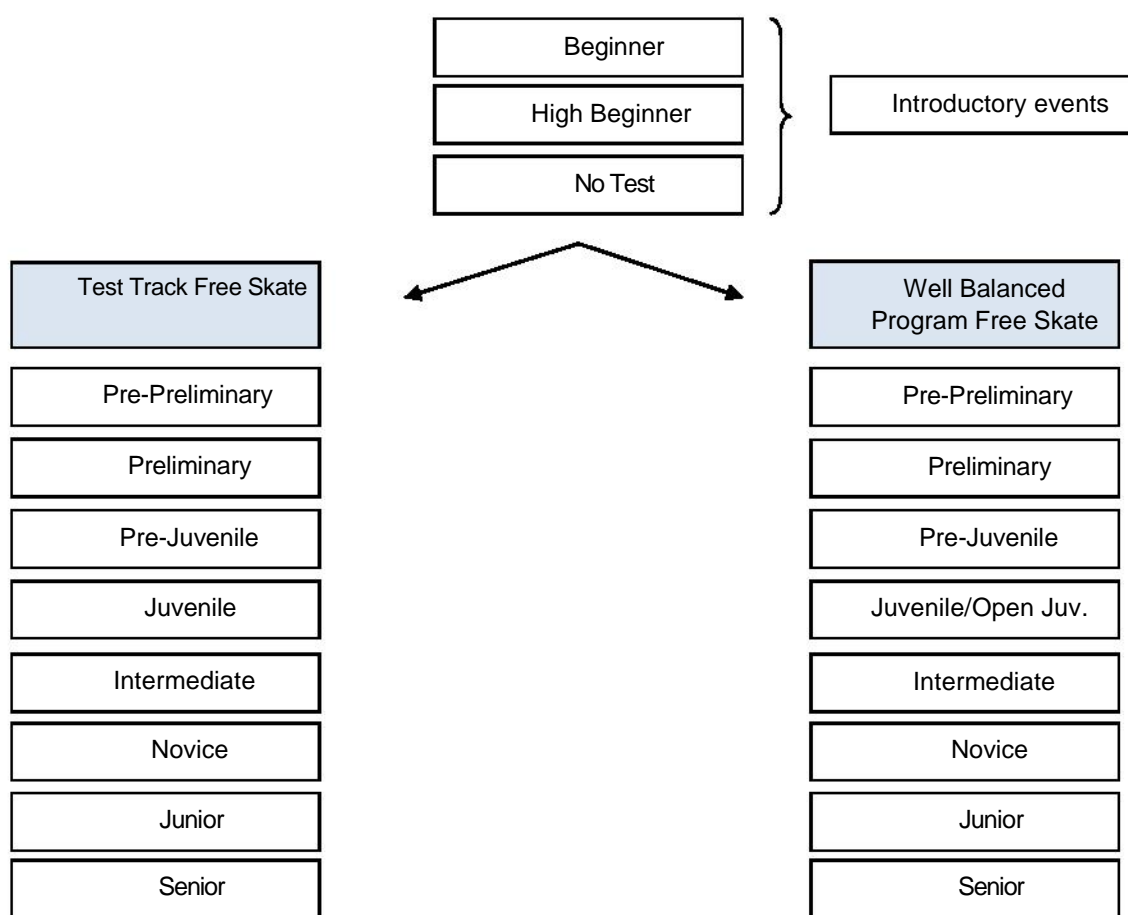 Beginner
High Beginner
No Test
Introductory events
Test Track Free Skate
Pre-Preliminary
Preliminary
Pre-Juvenile
Juvenile
Intermediate
Novice
Junior
Senior
Well Balanced
Program Free Skate
Pre-Preliminary
Preliminary
Pre-Juvenile
Juvenile/Open Juv.
Intermediate
Novice
Junior
Senior